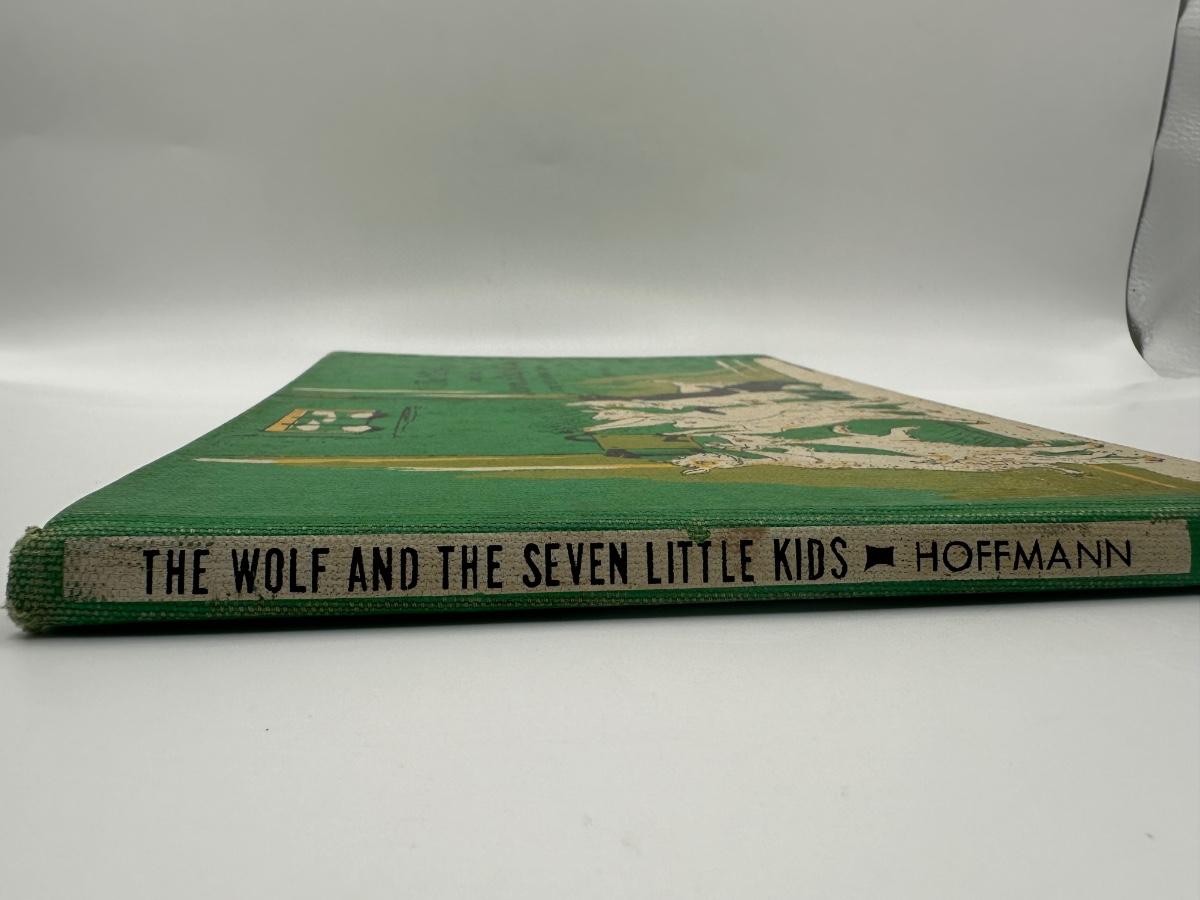 THE WOLF AND THE SEVEN LITTLE KIDS HOFFMANN